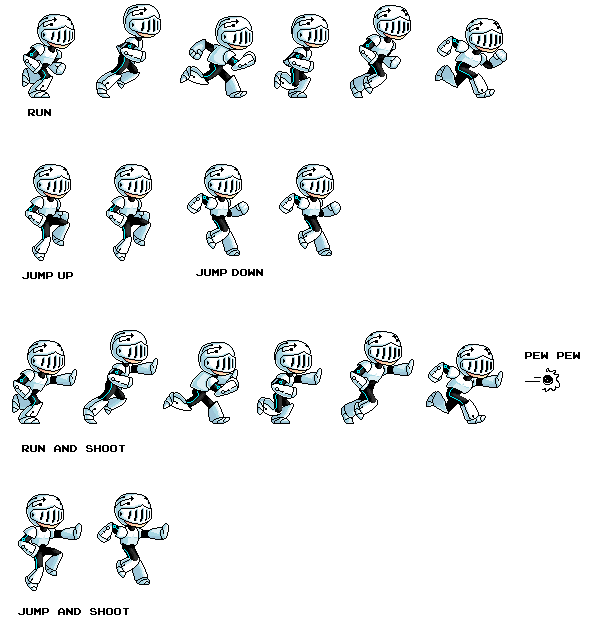 RUN
JUMP UP
JUMP DOWN
PEW PEW
RUN AND SHOOT
JUMP AND SHOOT